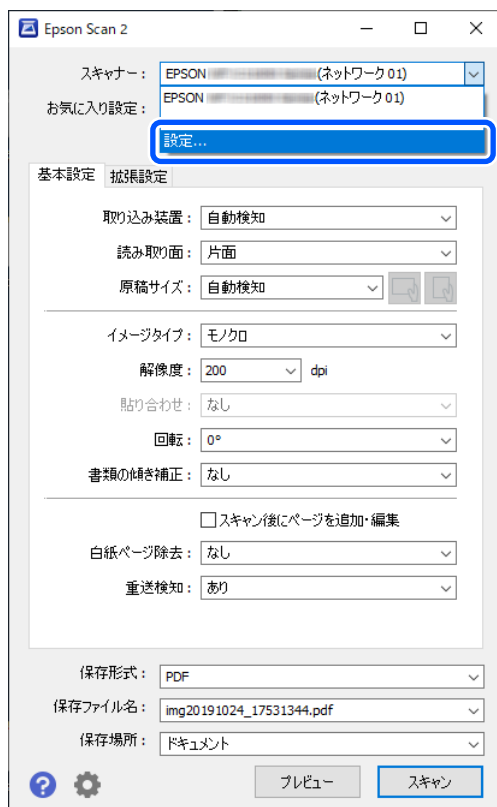 Epson Scan 2
スキャナー： EPSON (ネットワーク 01)
EPSON (ネットワーク 01)
お気に入り設定：
設定...
基本設定 拡張設定
取り込み装置： 自動検知
読み取り面： 片面
原稿サイズ： 自動検知
イメージタイプ： モノクロ
解像度： 200 dpi
貼り合わせ： なし
回転： 0°
書類の傾き補正： なし
スキャン後にページを追加・編集
白紙ページ除去： なし
重送検知： あり
保存形式： PDF
保存ファイル名： img20191024_17531344.pdf
保存場所： ドキュメント
? プレビュー スキャン